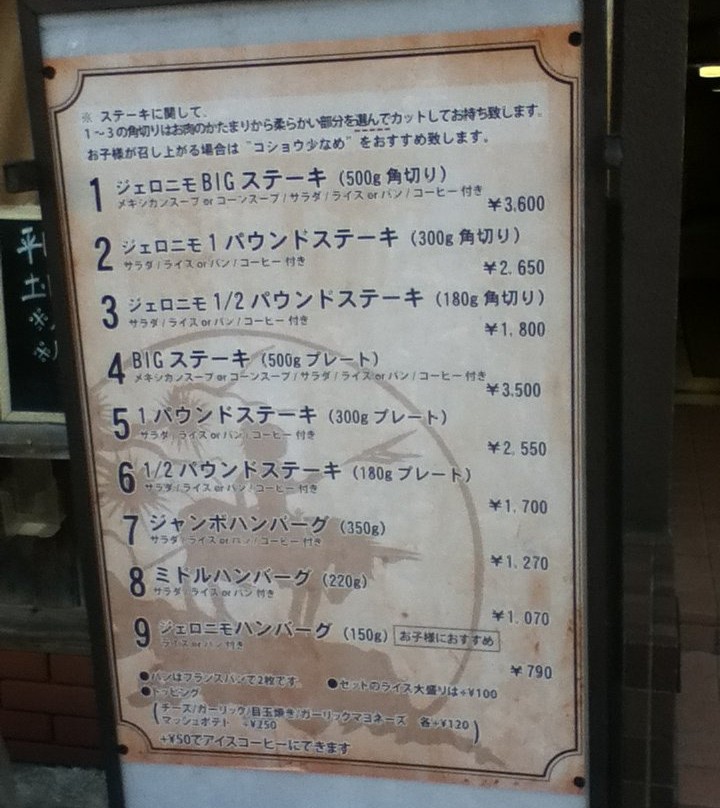 ※ ステーキに関して、
1～3の角切りはお肉のかたまりから柔らかい部分を選んでカットしてお持ち致します。
お子様が召し上がる場合は "コショウ少なめ" をおすすめ致します。
1 ジェロニモ BIG ステーキ (500g 角切り)
メキシカンスープ or コーンスープ / サラダ / ライス or パン / コーヒー 付き
¥3,600
2 ジェロニモ 1 パウンドステーキ (300g 角切り)
サラダ / ライス or パン / コーヒー 付き
¥2,650
3 ジェロニモ 1/2 パウンドステーキ (180g 角切り)
サラダ / ライス or パン / コーヒー 付き
¥1,800
4 BIG ステーキ (500g プレート)
メキシカンスープ or コーンスープ / サラダ / ライス or パン / コーヒー 付き
¥3,500
5 1 パウンドステーキ (300g プレート)
サラダ / ライス or パン / コーヒー 付き
¥2,550
6 1/2 パウンドステーキ (180g プレート)
サラダ / ライス or パン / コーヒー 付き
¥1,700
7 ジャンボハンバーグ (350g)
サラダ / ライス or パン / コーヒー 付き
¥1,270
8 ミドルハンバーグ (220g)
サラダ / ライス or パン 付き
¥1,070
9 ジェロニモハンバーグ (150g) お子様におすすめ
ライス or パン 付き
¥790
●パンはフランスパンで2枚です。 ●セットのライス大盛りは+¥100
●トッピング
(チーズ/ガーリック/目玉焼き/ガーリックマヨネーズ 各+¥120
マッシュポテト +¥250)
+¥50でアイスコーヒーにできます
平
土
※
※